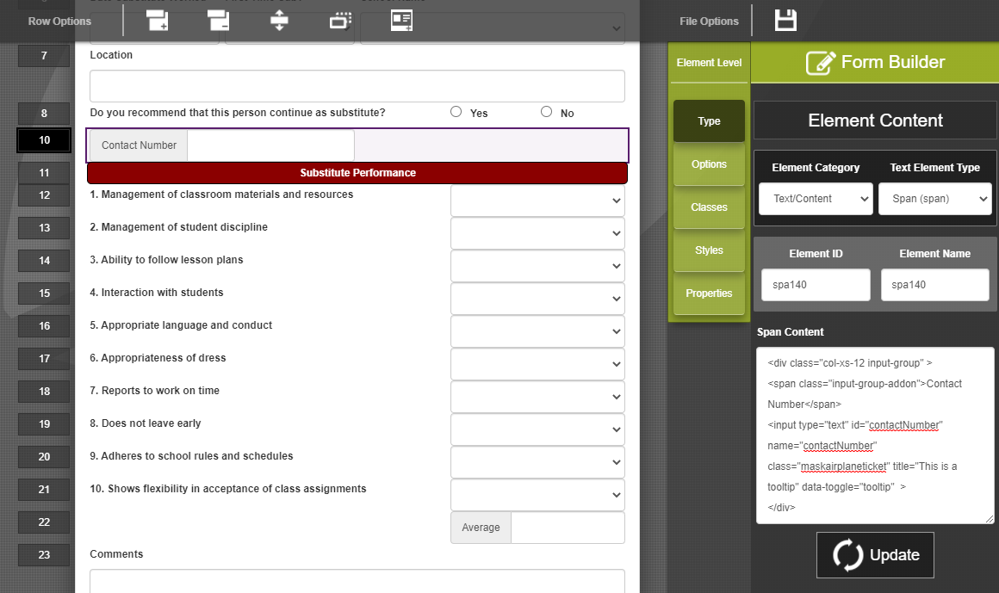 Row Options
File Options
7
Location
8
Do you recommend that this person continue as substitute?
Yes
No
10
Contact Number
11
Substitute Performance
12
1. Management of classroom materials and resources
13
2. Management of student discipline
14
3. Ability to follow lesson plans
15
4. Interaction with students
16
5. Appropriate language and conduct
17
6. Appropriateness of dress
18
7. Reports to work on time
19
8. Does not leave early
20
9. Adheres to school rules and schedules
21
10. Shows flexibility in acceptance of class assignments
22
Average
23
Comments
Element Level
Type
Options
Classes
Styles
Properties
Form Builder
Element Content
Element Category
Text Element Type
Text/Content
Span (span)
Element ID
Element Name
spa140
spa140
Span Content
<div class="col-xs-12 input-group" >
<span class="input-group-addon">Contact
Number</span>
<input type="text" id="contactNumber"
name="contactNumber"
class="maskairplaneticket" title="This is a
tooltip" data-toggle="tooltip"  >
</div>
Update